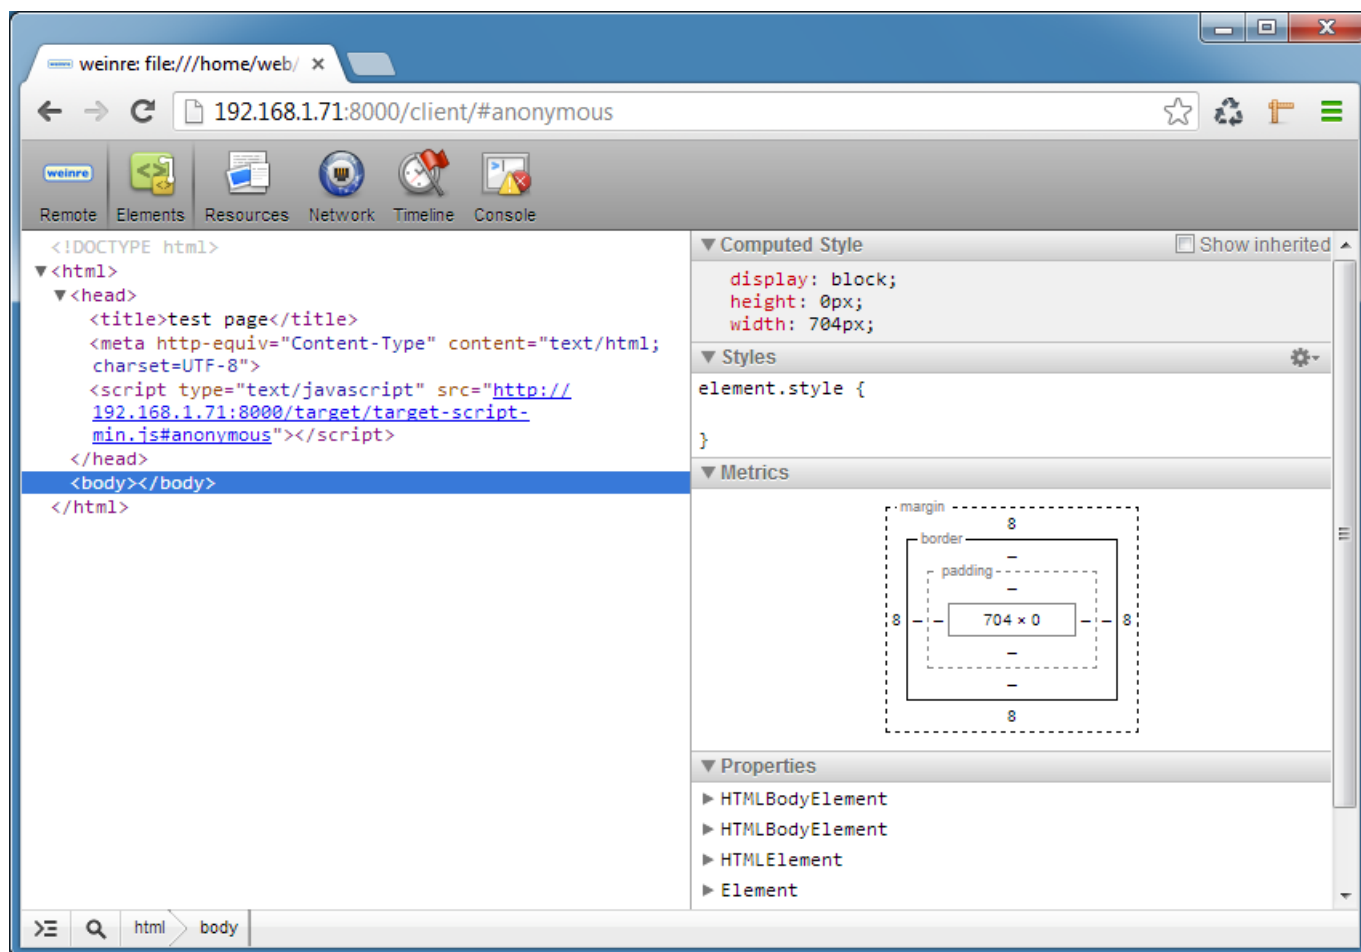 weinre: file:///home/web/
192.168.1.71:8000/client/#anonymous
weinre
Remote Elements Resources Network Timeline Console
<!DOCTYPE html>
<html>
<head>
<title>test page</title>
<meta http-equiv="Content-Type" content="text/html;
charset=UTF-8">
<script type="text/javascript" src="http://
192.168.1.71:8000/target/target-script-
min.js#anonymous"></script>
</head>
<body></body>
</html>
Computed Style Show inherited
display: block;
height: 0px;
width: 704px;
Styles
element.style {
}
Metrics
margin
8
border
–
padding
–
8 – – 704 × 0 – – 8
–
–
8
Properties
HTMLBodyElement
HTMLBodyElement
HTMLElement
Element
html body